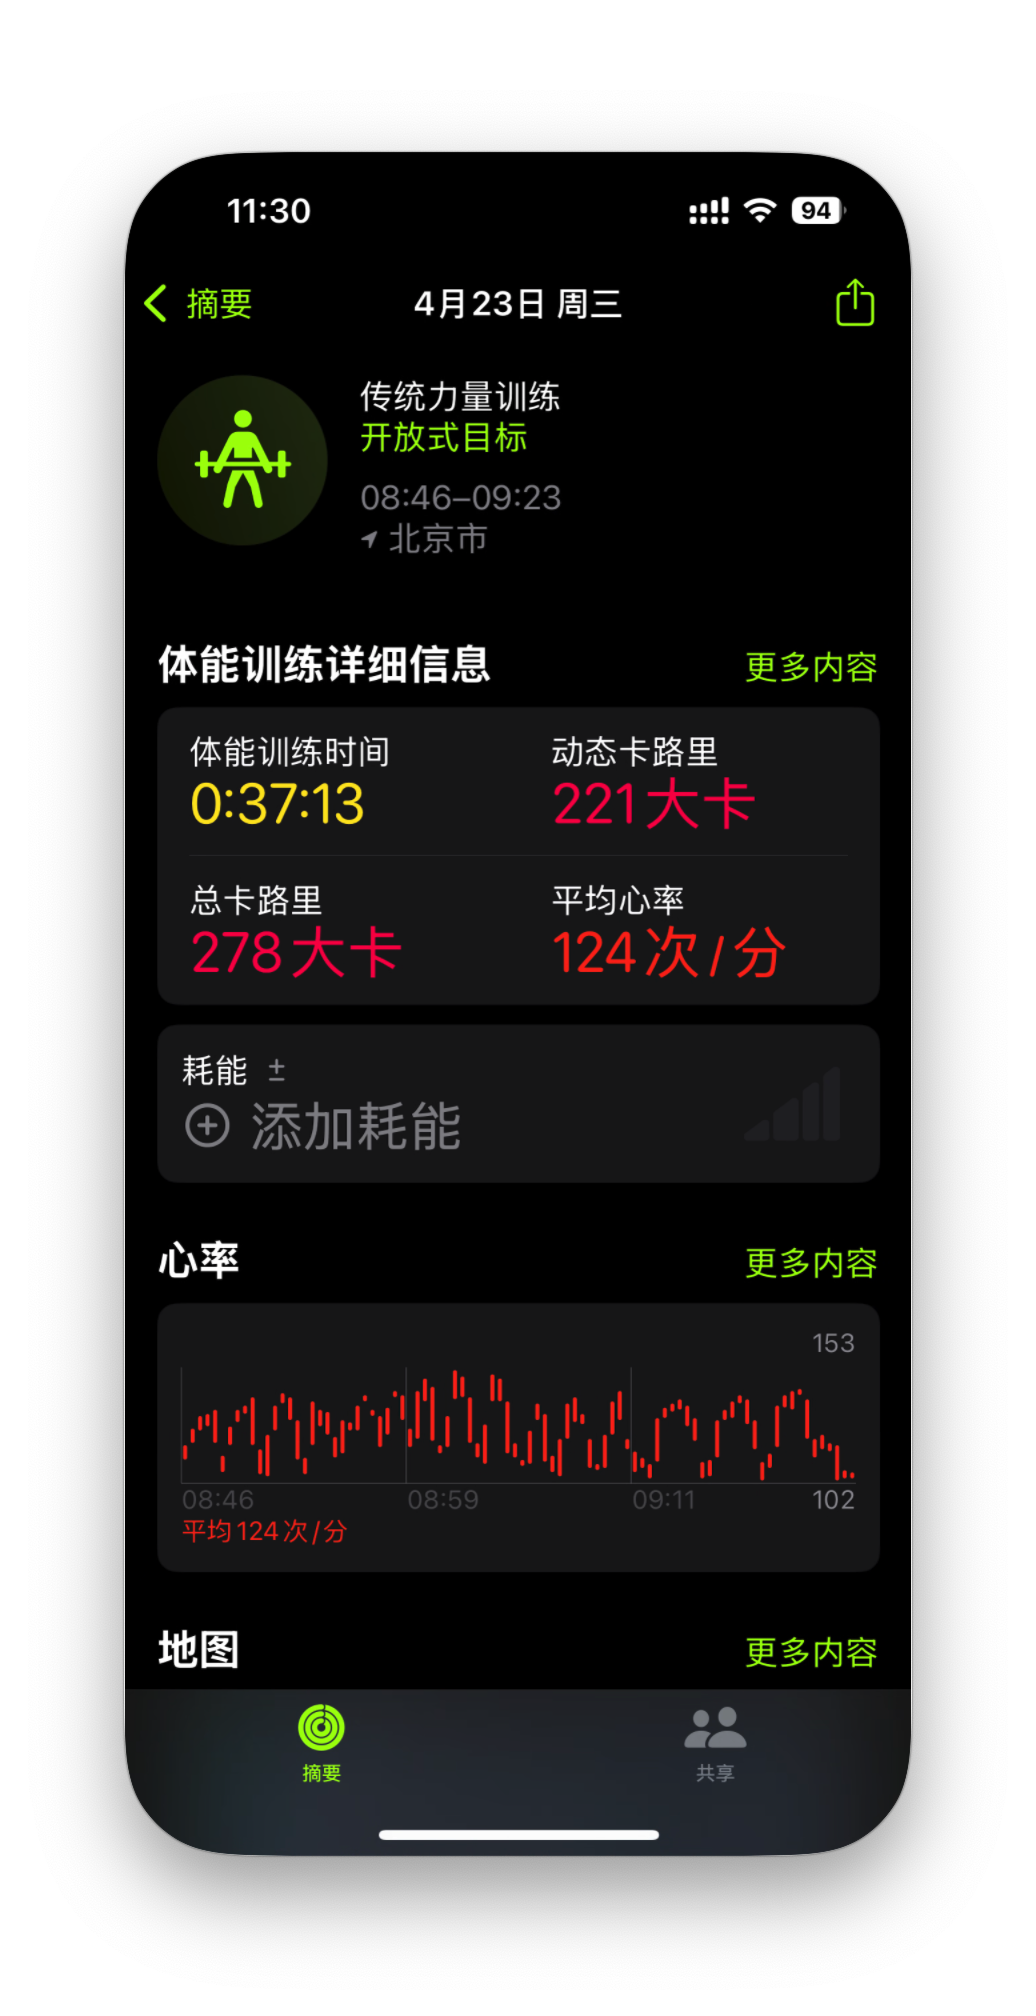 11:30
94
摘要
4月23日 周三
传统力量训练
开放式目标
08:46–09:23
北京市
体能训练详细信息
更多内容
体能训练时间
动态卡路里
0:37:13
221大卡
总卡路里
平均心率
278大卡
124次/分
耗能 ±
添加耗能
心率
更多内容
153
08:46
08:59
09:11
102
平均124次/分
地图
更多内容
摘要
共享